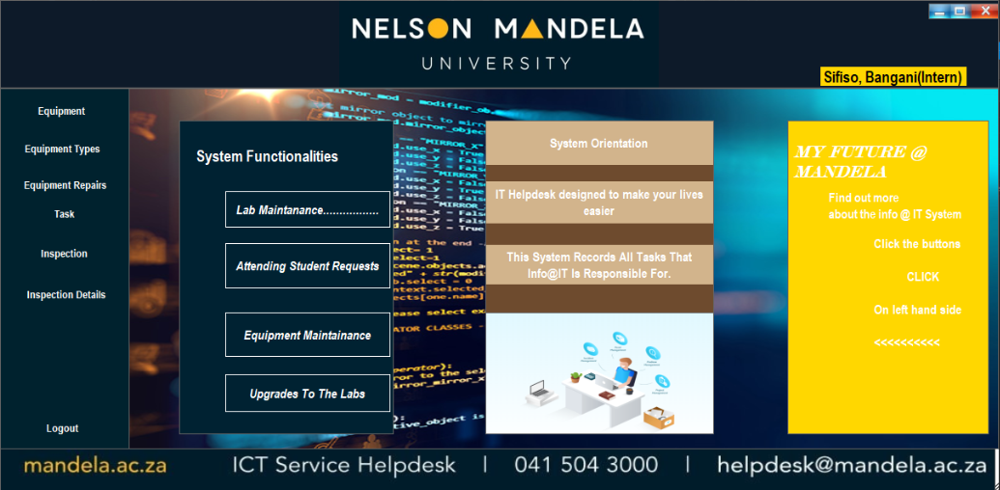 NELSON MANDELA
UNIVERSITY
Sifiso, Bangani(Intern)
Equipment
Equipment Types
Equipment Repairs
Task
Inspection
Inspection Details
Logout
System Functionalities
Lab Maintanance.................
Attending Student Requests
Equipment Maintainance
Upgrades To The Labs
System Orientation
IT Helpdesk designed to make your lives
easier
This System Records All Tasks That
Info@IT Is Responsible For.
MY FUTURE @
MANDELA
Find out more
about the info @ IT System
Click the buttons
CLICK
On left hand side
<<<<<<<<<<
mandela.ac.za
ICT Service Helpdesk | 041 504 3000 | helpdesk@mandela.ac.za